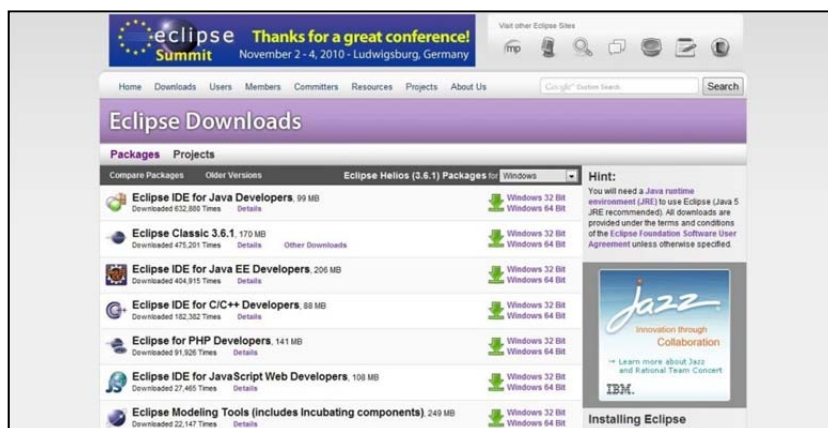 eclipse
Summit
Thanks for a great conference!
November 2 - 4, 2010 - Ludwigsburg, Germany
Visit other Eclipse Sites
mp
Home Downloads Users Members Committers Resources Projects About Us
Google™ Custom Search
Search
Eclipse Downloads
Packages Projects
Compare Packages Older Versions Eclipse Helios (3.6.1) Packages for Windows
Eclipse IDE for Java Developers, 99 MB
Downloaded 632,880 Times Details
Windows 32 Bit
Windows 64 Bit
Eclipse Classic 3.6.1, 170 MB
Downloaded 475,201 Times Details Other Downloads
Windows 32 Bit
Windows 64 Bit
Eclipse IDE for Java EE Developers, 206 MB
Downloaded 404,915 Times Details
Windows 32 Bit
Windows 64 Bit
Eclipse IDE for C/C++ Developers, 88 MB
Downloaded 182,382 Times Details
Windows 32 Bit
Windows 64 Bit
Eclipse for PHP Developers, 141 MB
Downloaded 91,926 Times Details
Windows 32 Bit
Windows 64 Bit
Eclipse IDE for JavaScript Web Developers, 108 MB
Downloaded 27,465 Times Details
Windows 32 Bit
Windows 64 Bit
Eclipse Modeling Tools (includes Incubating components), 249 MB
Downloaded 22,147 Times Details
Windows 32 Bit
Windows 64 Bit
Hint:
You will need a Java runtime
environment (JRE) to use Eclipse (Java 5
JRE recommended). All downloads are
provided under the terms and conditions
of the Eclipse Foundation Software User
Agreement unless otherwise specified.
jazz
Innovation through
Collaboration
→ Learn more about Jazz
and Rational Team Concert
IBM.
Installing Eclipse